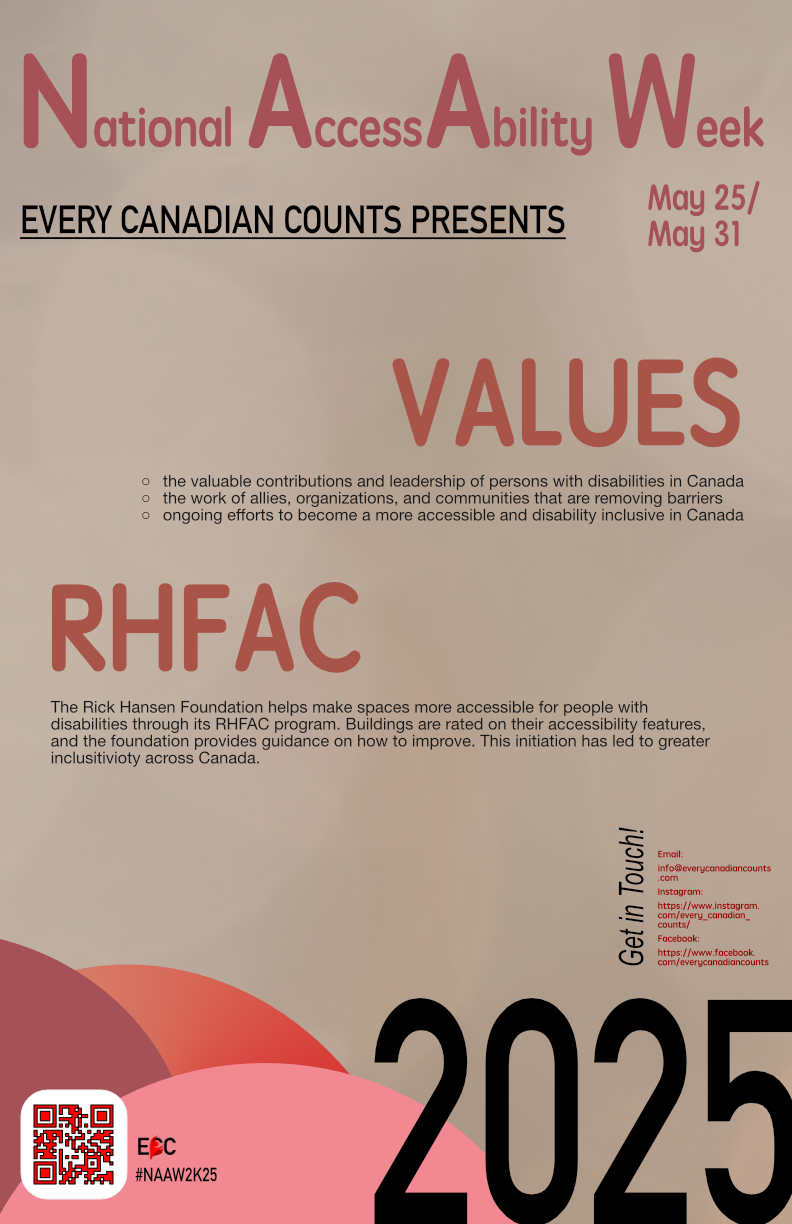 National AccessAbility Week
May 25/
May 31
EVERY CANADIAN COUNTS PRESENTS
VALUES
○ the valuable contributions and leadership of persons with disabilities in Canada
○ the work of allies, organizations, and communities that are removing barriers
○ ongoing efforts to become a more accessible and disability inclusive in Canada
RHFAC
The Rick Hansen Foundation helps make spaces more accessible for people with
disabilities through its RHFAC program. Buildings are rated on their accessibility features,
and the foundation provides guidance on how to improve. This initiation has led to greater
inclusitivioty across Canada.
Get in Touch!
Email:
info@everycanadiancounts
.com
Instagram:
https://www.instagram.
com/every_canadian_
counts/
Facebook:
https://www.facebook.
com/everycanadiancounts
2025
ECC
#NAAW2K25